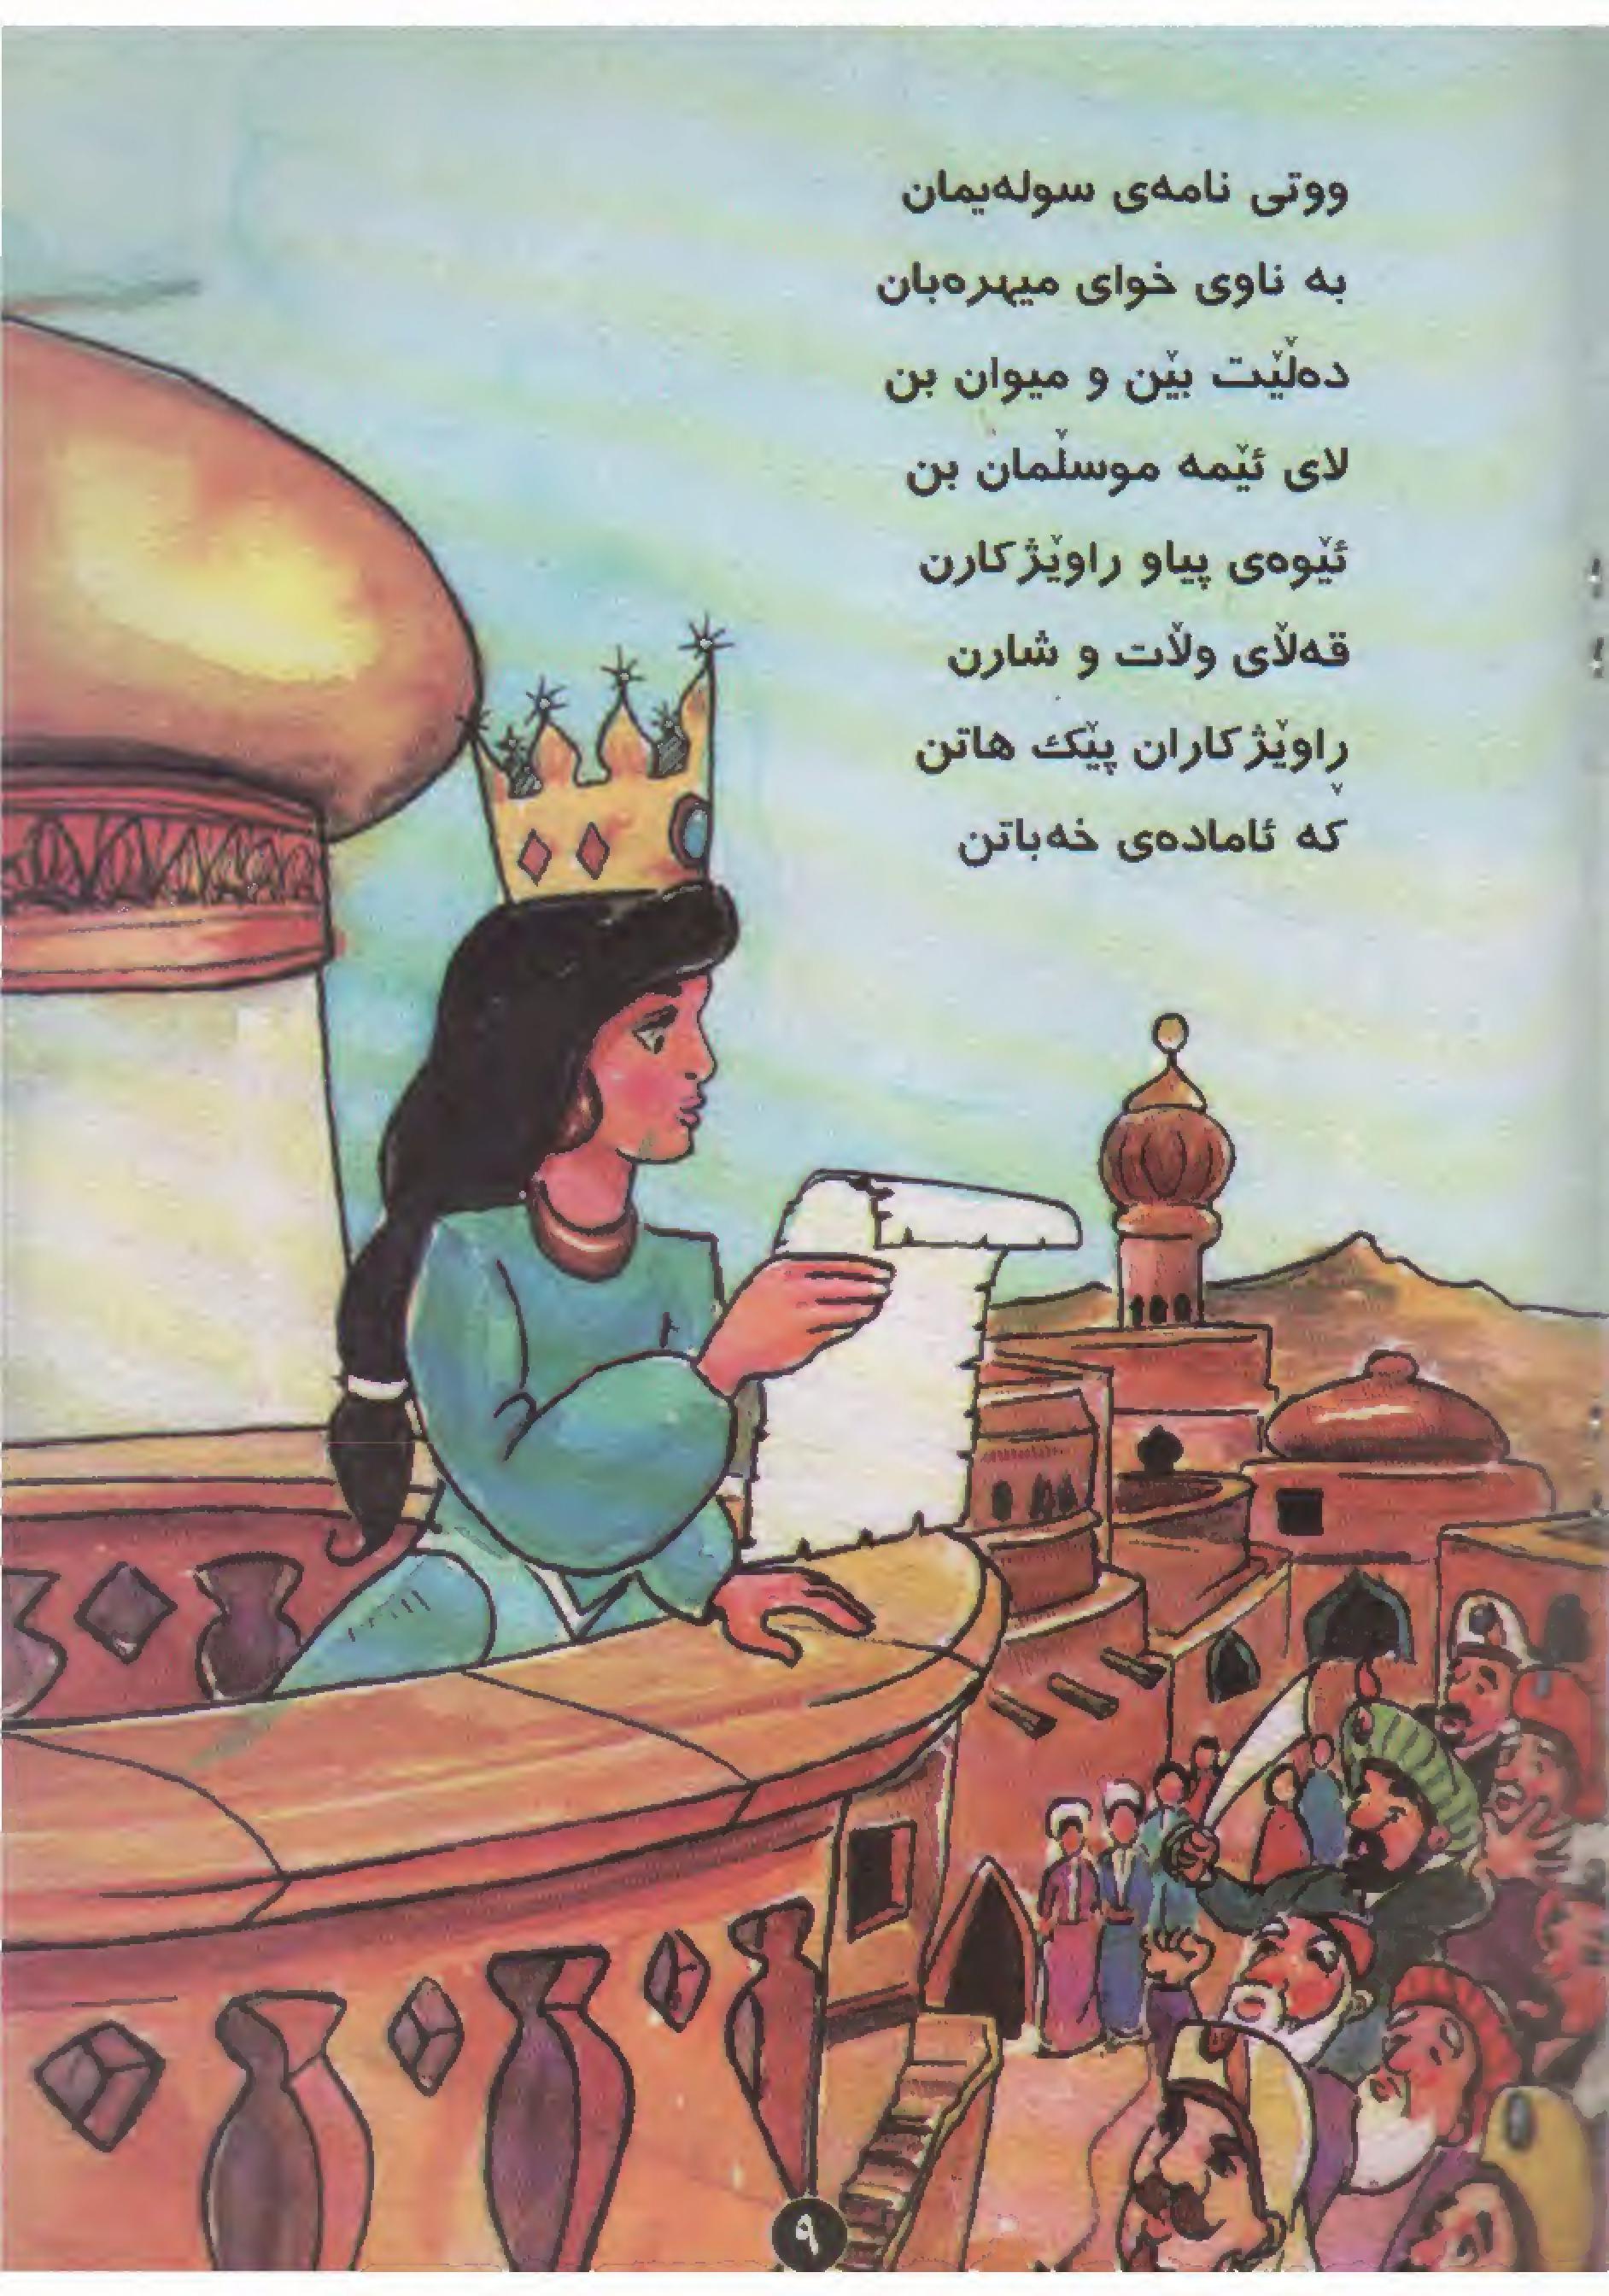 ووتی نامەی سولەیمان
بە ناوی خوای میهرەبان
دەڵێت بێن و میوان بن
لای ئێمە موسڵمان بن
ئێوەی پیاو راوێژکارن
قەڵای وڵات و شارن
ڕاوێژکاران پێک هاتن
کە ئامادەی خەباتن
٩